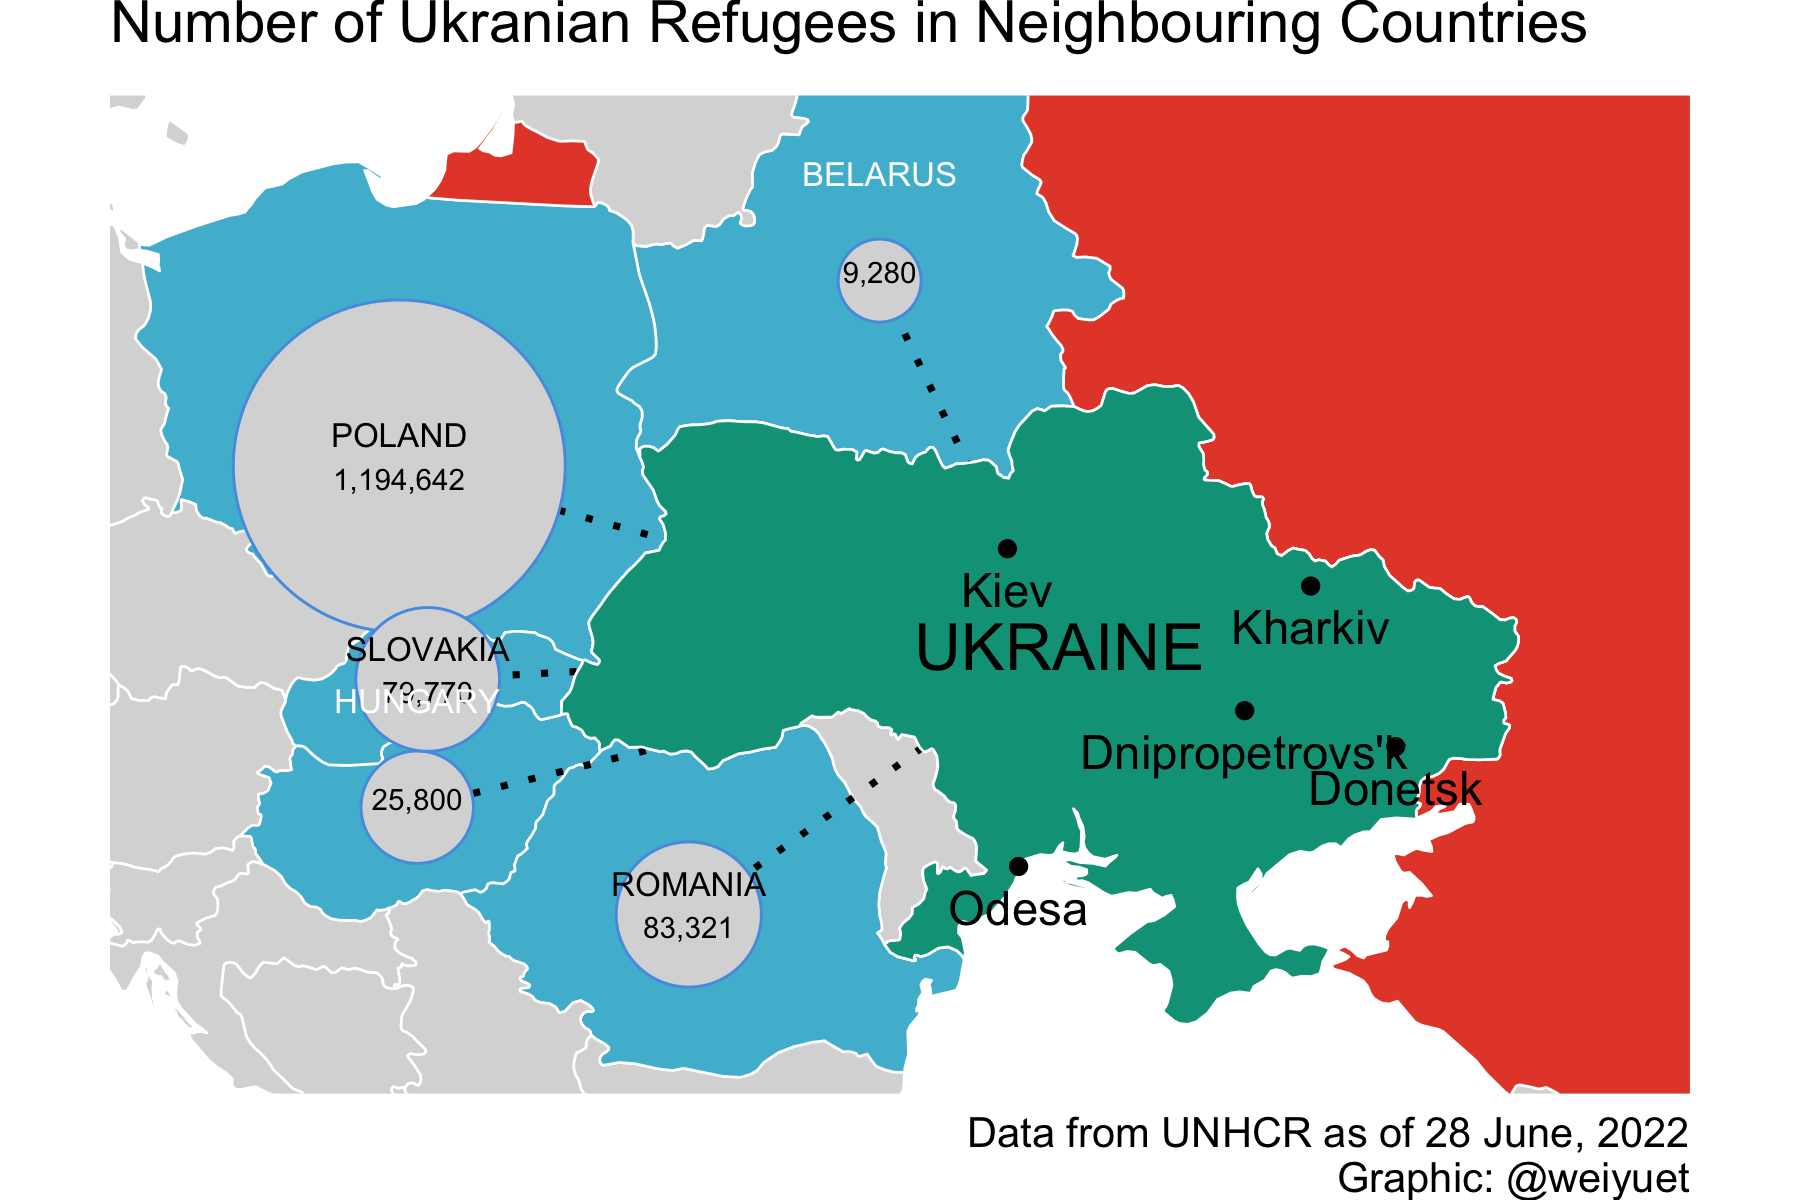 Number of Ukranian Refugees in Neighbouring Countries
BELARUS
9,280
POLAND
1,194,642
Kiev
Kharkiv
UKRAINE
SLOVAKIA
79,770
HUNGARY
Dnipropetrovs'k
Donetsk
25,800
ROMANIA
83,321
Odesa
Data from UNHCR as of 28 June, 2022
Graphic: @weiyuet